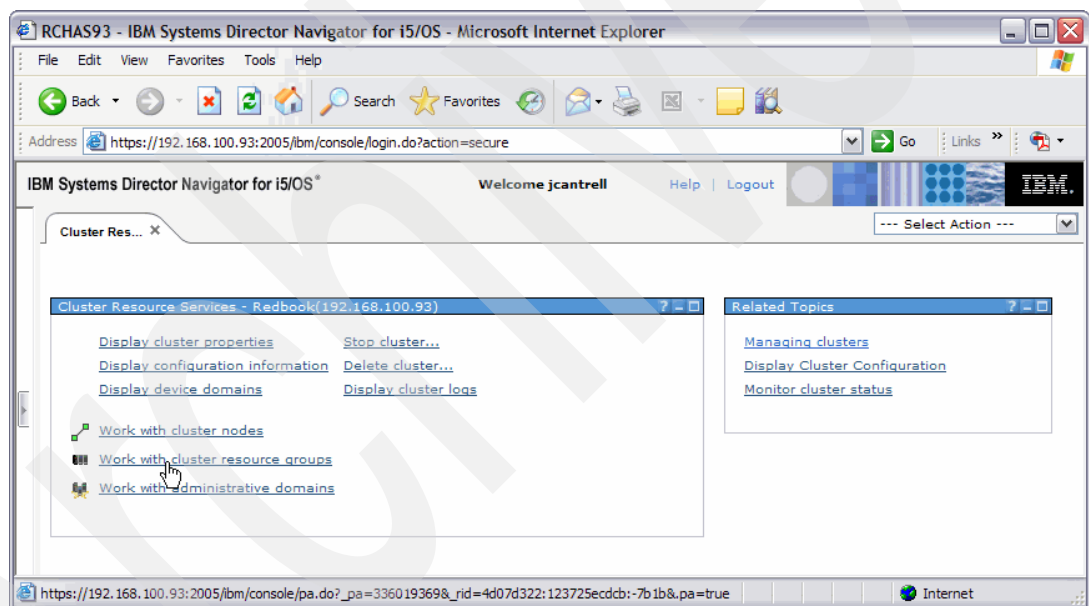 RCHAS93 - IBM Systems Director Navigator for i5/OS - Microsoft Internet Explorer
File Edit View Favorites Tools Help
Back Search Favorites
Address https://192.168.100.93:2005/ibm/console/login.do?action=secure Go Links »
IBM Systems Director Navigator for i5/OS® Welcome jcantrell Help | Logout IBM.
Cluster Res... × --- Select Action ---
Cluster Resource Services - Redbook(192.168.100.93) ? Related Topics ?
Display cluster properties Stop cluster... Managing clusters
Display configuration information Delete cluster... Display Cluster Configuration
Display device domains Display cluster logs Monitor cluster status
Work with cluster nodes
Work with cluster resource groups
Work with administrative domains
https://192.168.100.93:2005/ibm/console/pa.do?_pa=336019369&_rid=4d07d322:123725ecdcb:-7b1b&.pa=true Internet